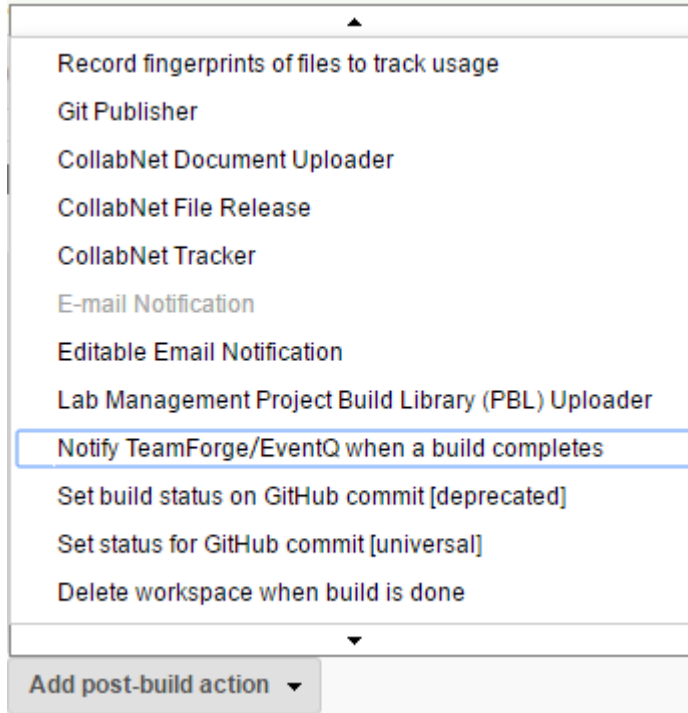 Record fingerprints of files to track usage
Git Publisher
CollabNet Document Uploader
CollabNet File Release
CollabNet Tracker
E-mail Notification
Editable Email Notification
Lab Management Project Build Library (PBL) Uploader
Notify TeamForge/EventQ when a build completes
Set build status on GitHub commit [deprecated]
Set status for GitHub commit [universal]
Delete workspace when build is done
Add post-build action